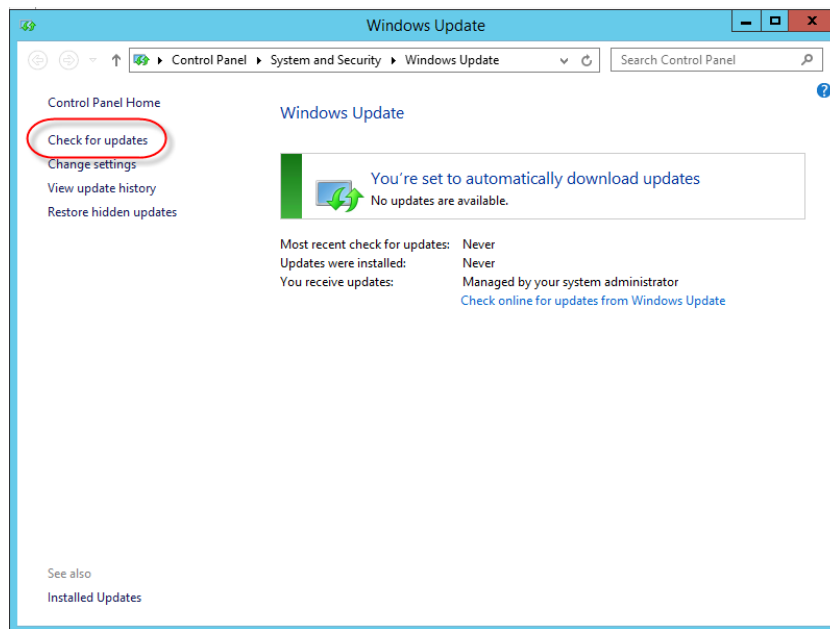 Windows Update
Control Panel ▸ System and Security ▸ Windows Update
Search Control Panel
Control Panel Home
Check for updates
Change settings
View update history
Restore hidden updates
Windows Update
You're set to automatically download updates
No updates are available.
Most recent check for updates: Never
Updates were installed: Never
You receive updates: Managed by your system administrator
Check online for updates from Windows Update
See also
Installed Updates